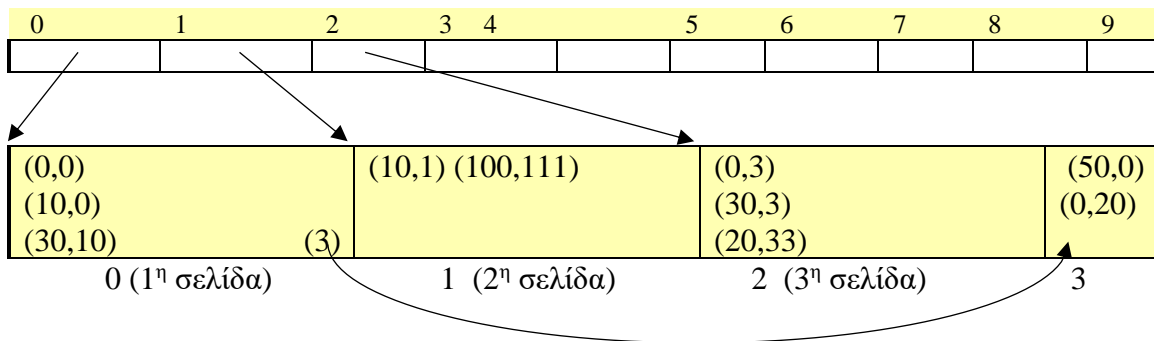 0 1 2 3 4 5 6 7 8 9
(0,0) (10,1) (100,111) (0,3) (50,0)
(10,0) (30,3) (0,20)
(30,10) (3) (20,33)
0 (1η σελίδα) 1 (2η σελίδα) 2 (3η σελίδα) 3